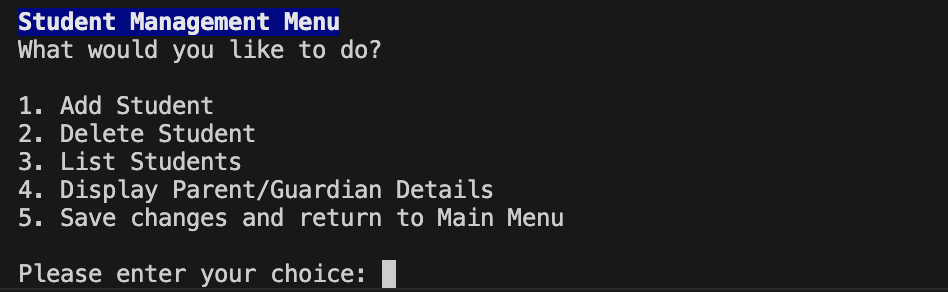 Student Management Menu
What would you like to do?
1. Add Student
2. Delete Student
3. List Students
4. Display Parent/Guardian Details
5. Save changes and return to Main Menu
Please enter your choice: